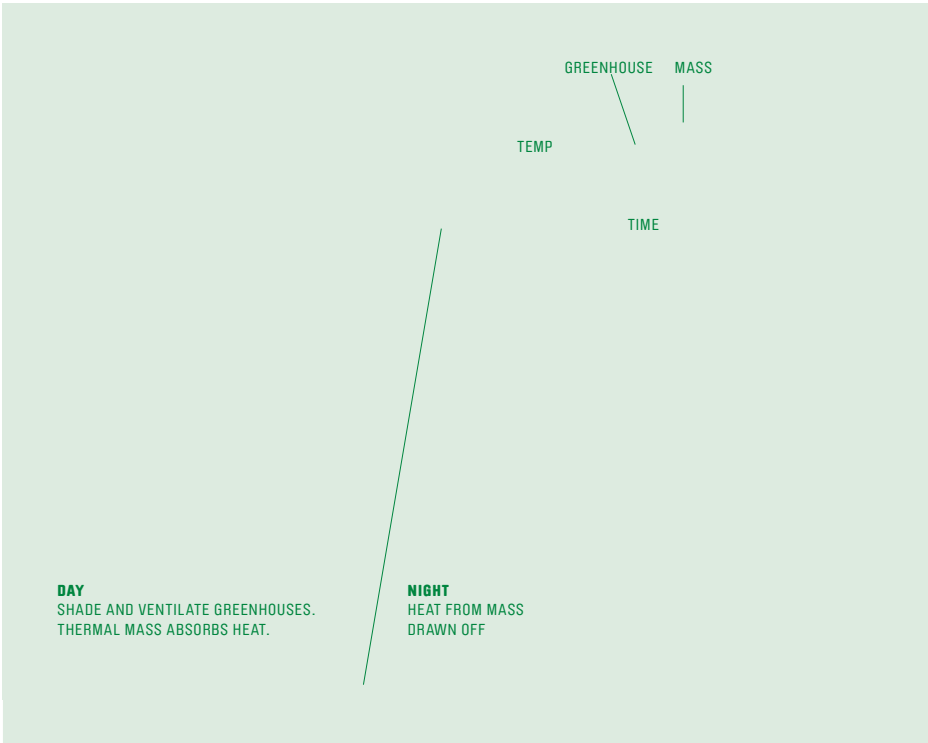 GREENHOUSE MASS
TEMP
TIME
DAY
SHADE AND VENTILATE GREENHOUSES.
THERMAL MASS ABSORBS HEAT.
NIGHT
HEAT FROM MASS
DRAWN OFF